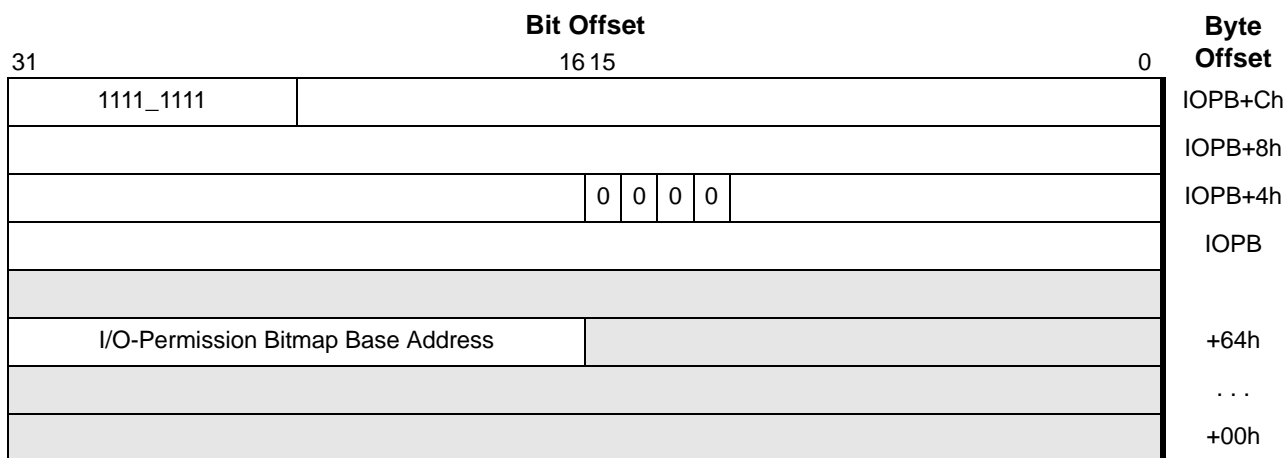 Bit Offset Byte Offset
31 16 15 0
1111_1111 IOPB+Ch
IOPB+8h
0 0 0 0 IOPB+4h
IOPB
I/O-Permission Bitmap Base Address +64h
. . .
+00h